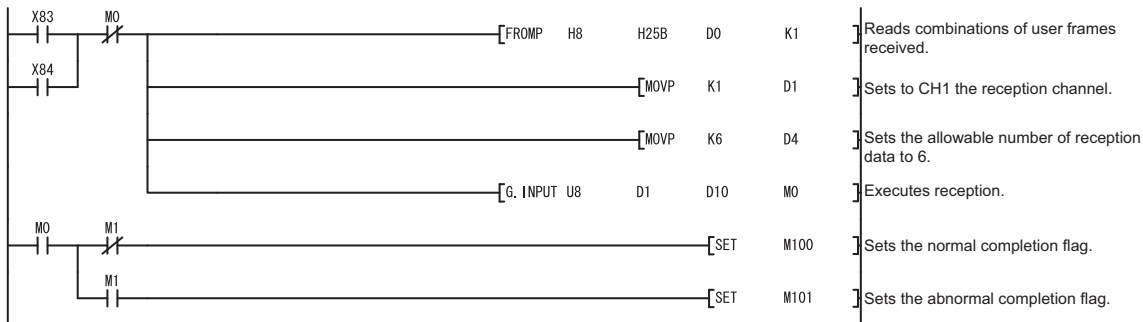 X83 M0 [FROMP H8 H25B D0 K1 ] Reads combinations of user frames
received.
X84 [MOVP K1 D1 ] Sets to CH1 the reception channel.
[MOVP K6 D4 ] Sets the allowable number of reception
data to 6.
[G.INPUT U8 D1 D10 M0 ] Executes reception.
M0 M1 [SET M100 ] Sets the normal completion flag.
M1 [SET M101 ] Sets the abnormal completion flag.